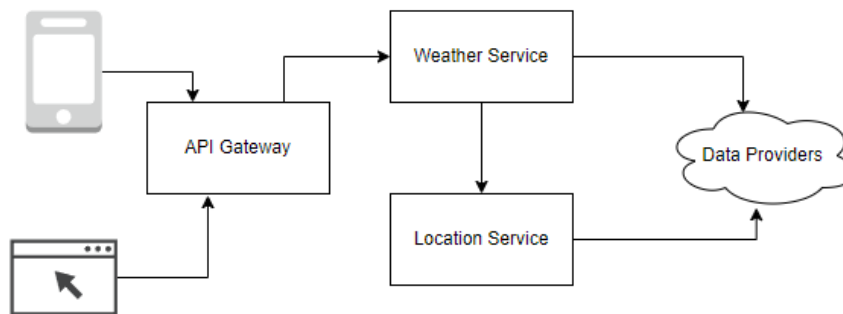 Weather Service
API Gateway
Data Providers
Location Service